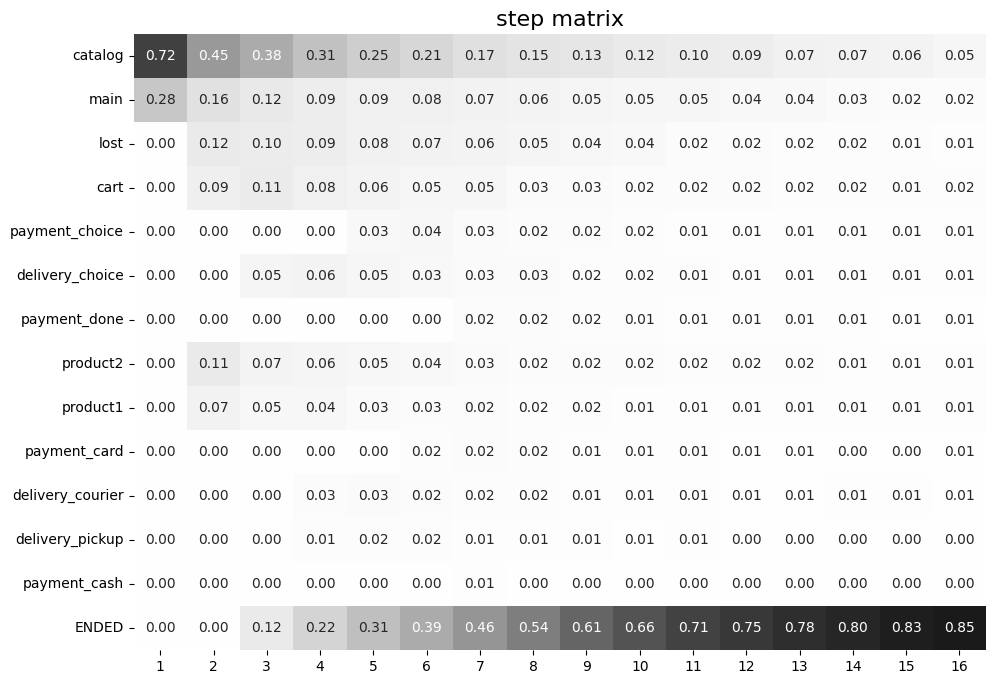 step matrix
catalog 0.72 0.45 0.38 0.31 0.25 0.21 0.17 0.15 0.13 0.12 0.10 0.09 0.07 0.07 0.06 0.05
main 0.28 0.16 0.12 0.09 0.09 0.08 0.07 0.06 0.05 0.05 0.04 0.04 0.03 0.02 0.02
lost 0.00 0.12 0.10 0.09 0.08 0.07 0.06 0.05 0.04 0.04 0.02 0.02 0.02 0.02 0.01 0.01
cart 0.00 0.09 0.11 0.08 0.06 0.05 0.05 0.03 0.03 0.02 0.02 0.02 0.02 0.02 0.01 0.02
payment_choice 0.00 0.00 0.00 0.00 0.03 0.04 0.03 0.02 0.02 0.02 0.01 0.01 0.01 0.01 0.01 0.01
delivery_choice 0.00 0.00 0.05 0.06 0.05 0.03 0.03 0.03 0.02 0.02 0.01 0.01 0.01 0.01 0.01 0.01
payment_done 0.00 0.00 0.00 0.00 0.00 0.00 0.02 0.02 0.02 0.01 0.01 0.01 0.01 0.01 0.01 0.01
product2 0.00 0.11 0.07 0.06 0.05 0.04 0.03 0.02 0.02 0.02 0.02 0.02 0.02 0.01 0.01 0.01
product1 0.00 0.07 0.05 0.04 0.03 0.03 0.02 0.02 0.02 0.01 0.01 0.01 0.01 0.01 0.01 0.01
payment_card 0.00 0.00 0.00 0.00 0.00 0.02 0.02 0.02 0.01 0.01 0.01 0.01 0.01 0.00 0.00 0.01
delivery_courier 0.00 0.00 0.00 0.03 0.03 0.02 0.02 0.02 0.01 0.01 0.01 0.01 0.01 0.01 0.01 0.01
delivery_pickup 0.00 0.00 0.00 0.01 0.02 0.02 0.01 0.01 0.01 0.01 0.01 0.00 0.00 0.00 0.00 0.00
payment_cash 0.00 0.00 0.00 0.00 0.00 0.00 0.01 0.00 0.00 0.00 0.00 0.00 0.00 0.00 0.00 0.00
ENDED 0.00 0.00 0.12 0.22 0.31 0.39 0.46 0.54 0.61 0.66 0.71 0.75 0.78 0.80 0.83 0.85
1 2 3 4 5 6 7 8 9 10 11 12 13 14 15 16